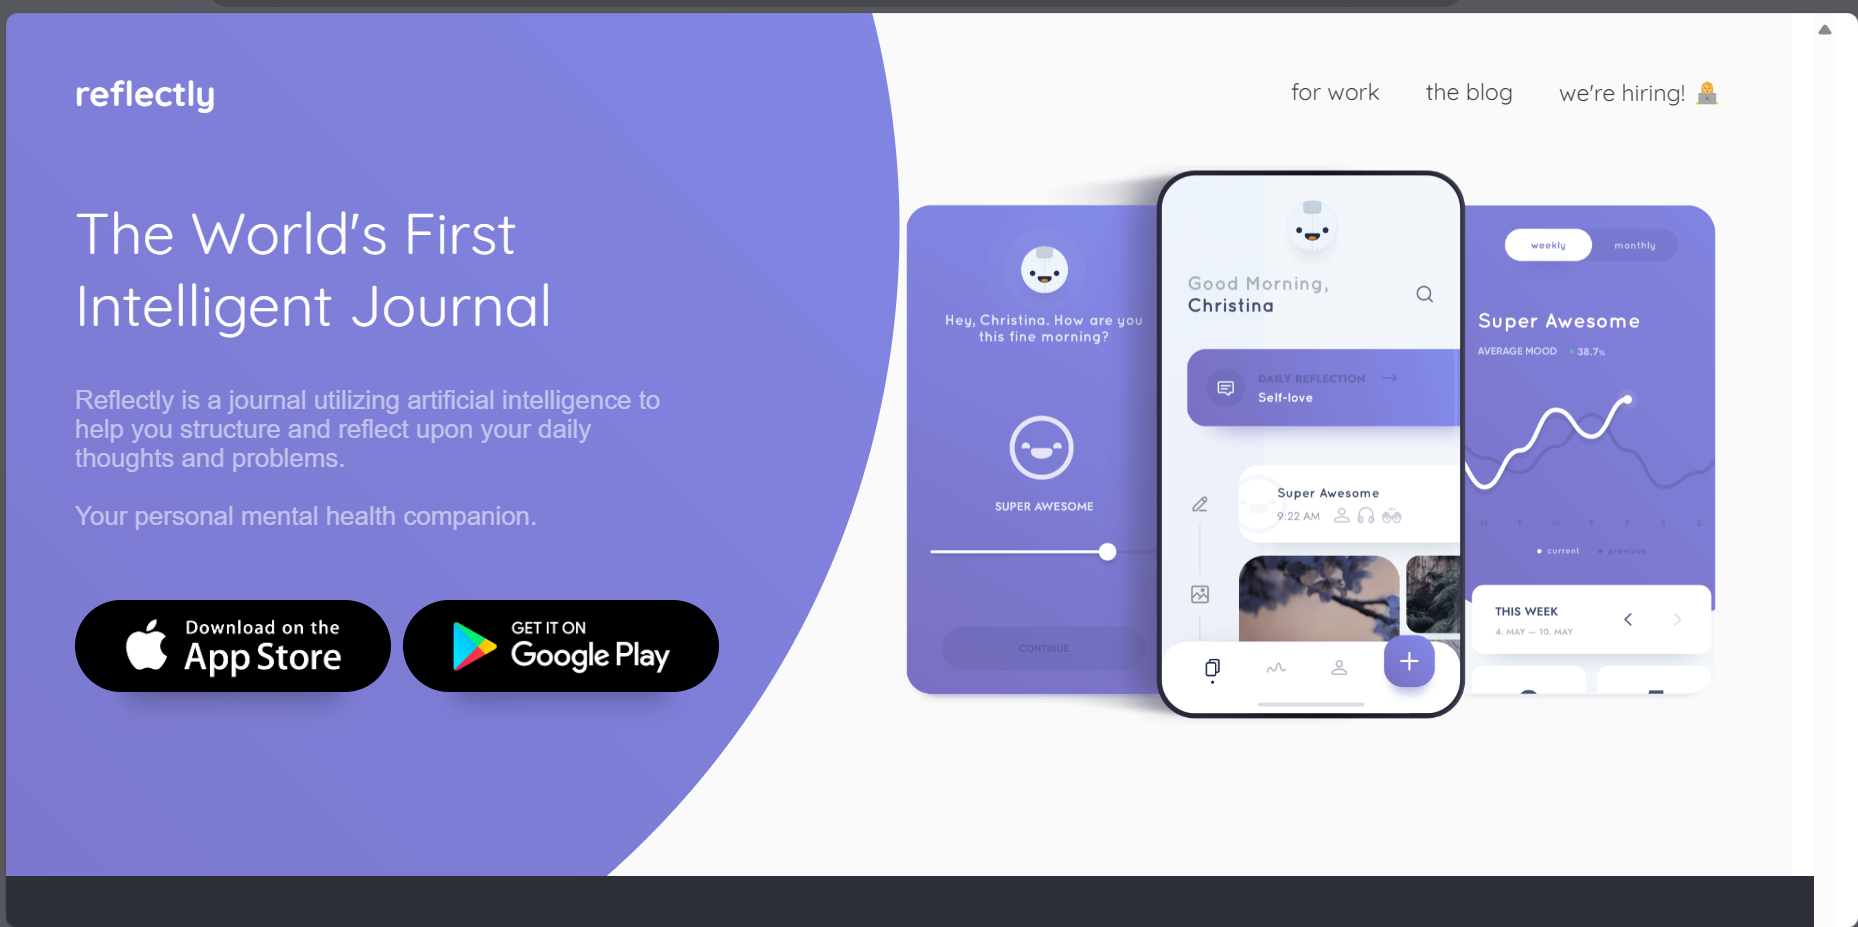 reflectly
for work
the blog
we're hiring!
The World's First
Intelligent Journal
Reflectly is a journal utilizing artificial intelligence to
help you structure and reflect upon your daily
thoughts and problems.
Your personal mental health companion.
Download on the
App Store
GET IT ON
Google Play
Hey, Christina. How are you
this fine morning?
SUPER AWESOME
CONTINUE
Good Morning,
Christina
DAILY REFLECTION
Self-love
Super Awesome
9:22 AM
weekly
monthly
Super Awesome
AVERAGE MOOD 38.7%
M T W T F S S
current previous
THIS WEEK
4. MAY — 10. MAY